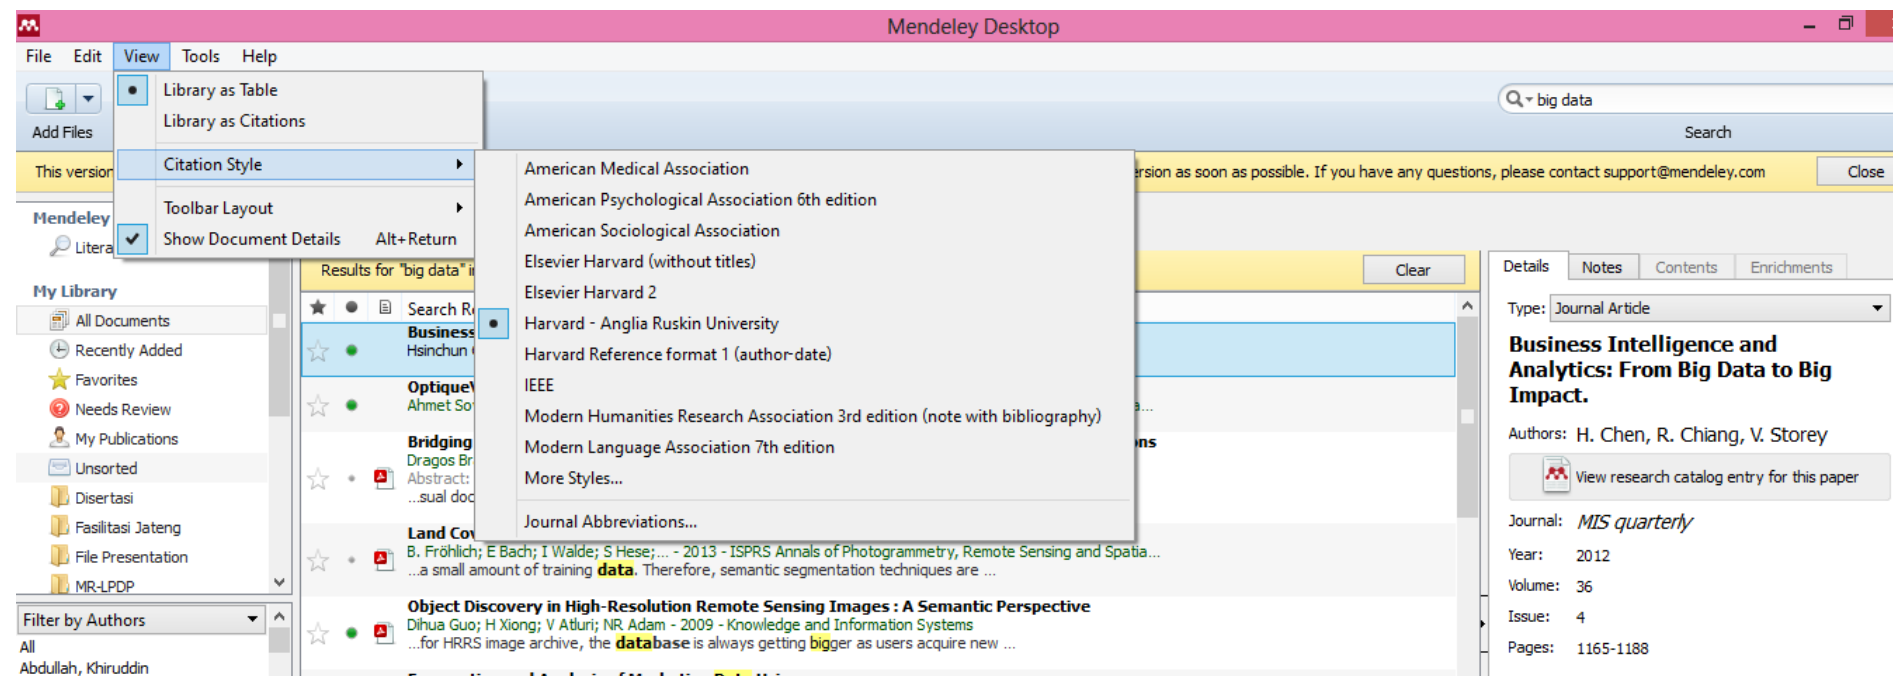 Mendeley Desktop
File Edit View Tools Help
Library as Table
Library as Citations
Citation Style
Toolbar Layout
Show Document Details Alt+Return
Add Files
big data
Search
This version
ersion as soon as possible. If you have any questions, please contact support@mendeley.com
Close
American Medical Association
American Psychological Association 6th edition
American Sociological Association
Elsevier Harvard (without titles)
Elsevier Harvard 2
Harvard - Anglia Ruskin University
Harvard Reference format 1 (author-date)
IEEE
Modern Humanities Research Association 3rd edition (note with bibliography)
Modern Language Association 7th edition
More Styles...
Journal Abbreviations...
Mendeley
Litera
My Library
All Documents
Recently Added
Favorites
Needs Review
My Publications
Unsorted
Disertasi
Fasilitasi Jateng
File Presentation
MR-LPDP
Filter by Authors
All
Abdullah, Khiruddin
Results for "big data" i
Clear
Search Re
Business
Hsinchun
Optique
Ahmet So
Bridging
ons
Dragos Br
Abstract:
...sual doc
Land Cov
B. Fröhlich; E Bach; I Walde; S Hese;... - 2013 - ISPRS Annals of Photogrammetry, Remote Sensing and Spatia...
...a small amount of training data. Therefore, semantic segmentation techniques are ...
Object Discovery in High-Resolution Remote Sensing Images : A Semantic Perspective
Dihua Guo; H Xiong; V Atluri; NR Adam - 2009 - Knowledge and Information Systems
...for HRRS image archive, the database is always getting bigger as users acquire new ...
Details Notes Contents Enrichments
Type: Journal Article
Business Intelligence and
Analytics: From Big Data to Big
Impact.
Authors: H. Chen, R. Chiang, V. Storey
View research catalog entry for this paper
Journal: MIS quarterly
Year: 2012
Volume: 36
Issue: 4
Pages: 1165-1188